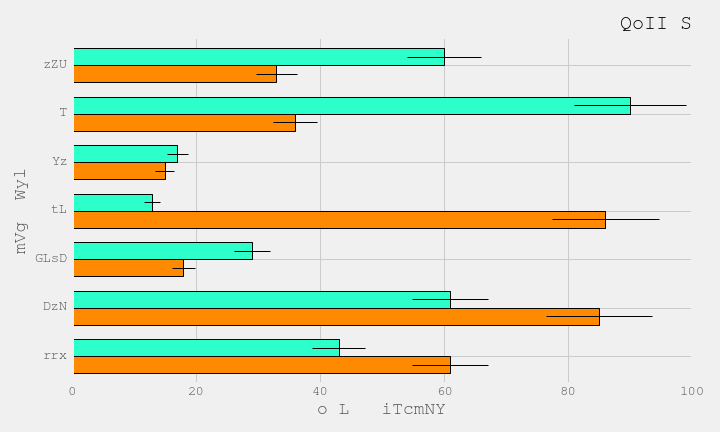 QoII S
zZU
T
Yz
tL
GLsD
DzN
rrx
mVg  Wyl
0 20 40 60 80 100
o L   iTcmNY